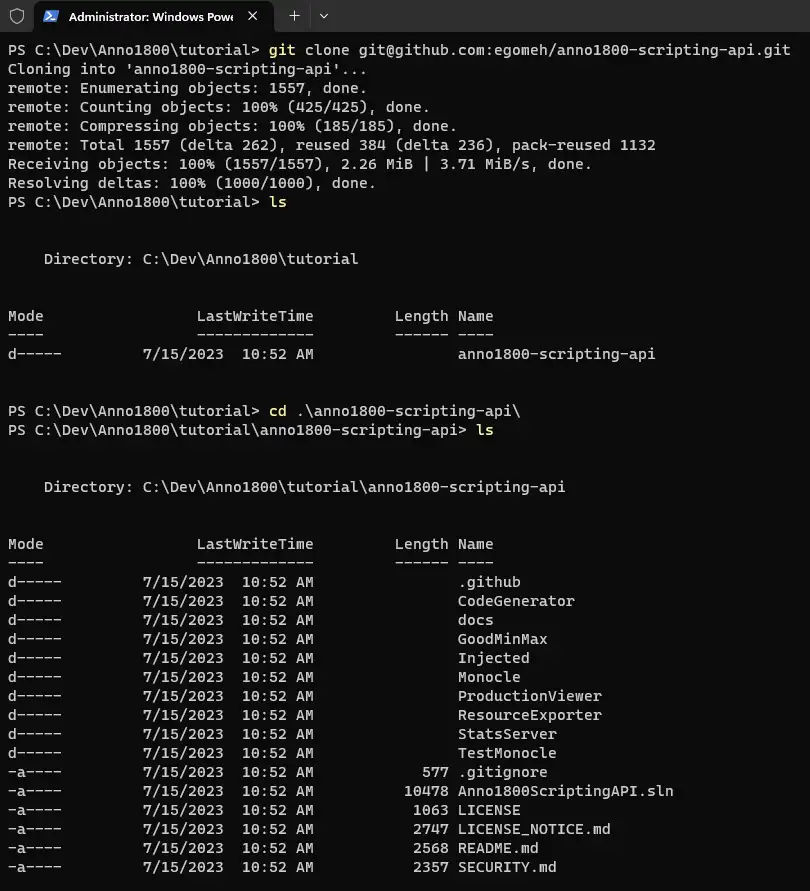 Administrator: Windows Powe
PS C:\Dev\Anno1800\tutorial> git clone git@github.com:egomeh/anno1800-scripting-api.git
Cloning into 'anno1800-scripting-api'...
remote: Enumerating objects: 1557, done.
remote: Counting objects: 100% (425/425), done.
remote: Compressing objects: 100% (185/185), done.
remote: Total 1557 (delta 262), reused 384 (delta 236), pack-reused 1132
Receiving objects: 100% (1557/1557), 2.26 MiB | 3.71 MiB/s, done.
Resolving deltas: 100% (1000/1000), done.
PS C:\Dev\Anno1800\tutorial> ls
    Directory: C:\Dev\Anno1800\tutorial
Mode                 LastWriteTime         Length Name
----                 -------------         ------ ----
d-----         7/15/2023  10:52 AM                anno1800-scripting-api
PS C:\Dev\Anno1800\tutorial> cd .\anno1800-scripting-api\
PS C:\Dev\Anno1800\tutorial\anno1800-scripting-api> ls
    Directory: C:\Dev\Anno1800\tutorial\anno1800-scripting-api
Mode                 LastWriteTime         Length Name
----                 -------------         ------ ----
d-----         7/15/2023  10:52 AM                .github
d-----         7/15/2023  10:52 AM                CodeGenerator
d-----         7/15/2023  10:52 AM                docs
d-----         7/15/2023  10:52 AM                GoodMinMax
d-----         7/15/2023  10:52 AM                Injected
d-----         7/15/2023  10:52 AM                Monocle
d-----         7/15/2023  10:52 AM                ProductionViewer
d-----         7/15/2023  10:52 AM                ResourceExporter
d-----         7/15/2023  10:52 AM                StatsServer
d-----         7/15/2023  10:52 AM                TestMonocle
-a----         7/15/2023  10:52 AM            577 .gitignore
-a----         7/15/2023  10:52 AM          10478 Anno1800ScriptingAPI.sln
-a----         7/15/2023  10:52 AM           1063 LICENSE
-a----         7/15/2023  10:52 AM           2747 LICENSE_NOTICE.md
-a----         7/15/2023  10:52 AM           2568 README.md
-a----         7/15/2023  10:52 AM           2357 SECURITY.md